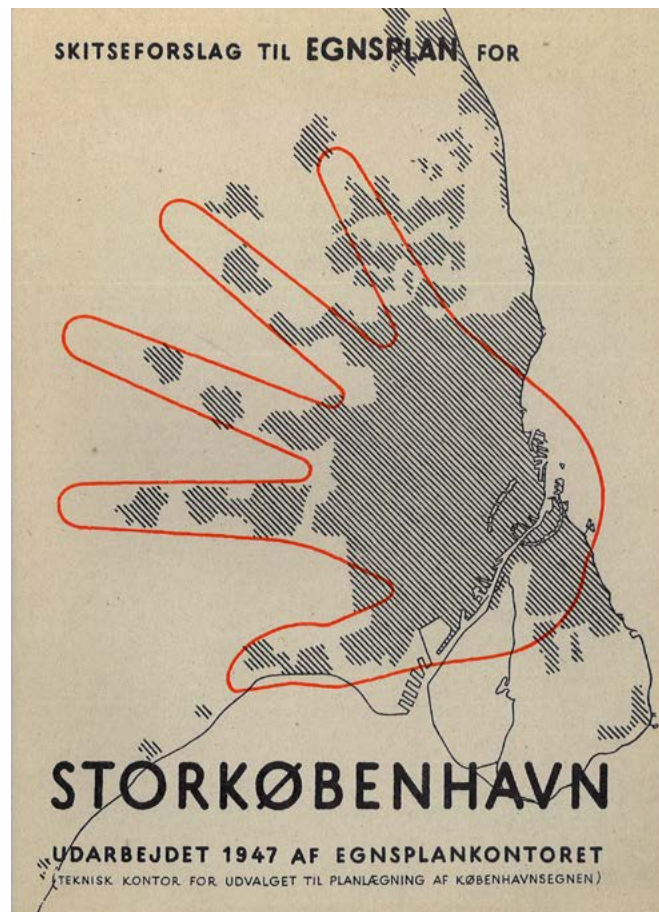 SKITSEFORSLAG TIL EGNSPLAN FOR
STORKØBENHAVN
UDARBEJDET 1947 AF EGNSPLANKONTORET
(TEKNISK KONTOR FOR UDVALGET TIL PLANLÆGNING AF KØBENHAVNSEGNEN)